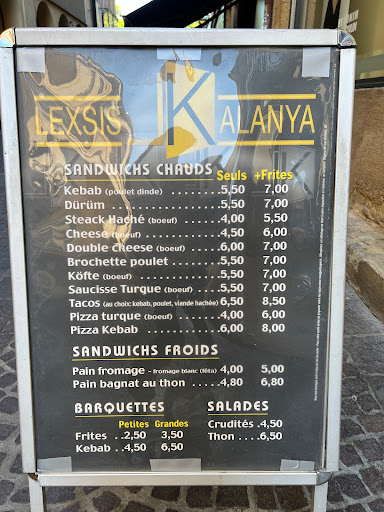 LEXSIS K ALANYA
SANDWICHS CHAUDS Seuls +Frites
Kebab (poulet dinde) 5,50 7,00
Dürüm ........5,50 7,00
Steack Haché (boeuf) ....4,00 5,50
Cheese (boeuf) ........4,50 6,00
Double cheese (boeuf) ...6,00 7,00
Brochette poulet ........5,50 7,00
Köfte (boeuf) ........5,50 7,00
Saucisse Turque (boeuf) .5,50 7,00
Tacos (au choix: kebab, poulet, viande hachée) 6,50 8,50
Pizza turque (boeuf) ....4,00 6,00
Pizza Kebab ........6,00 8,00
SANDWICHS FROIDS
Pain fromage - fromage blanc (fêta) 4,00 5,00
Pain bagnat au thon ....4,80 6,80
BARQUETTES
Petites Grandes
Frites ..2,50 3,50
Kebab ..4,50 6,50
SALADES
Crudités .4,50
Thon ....6,50